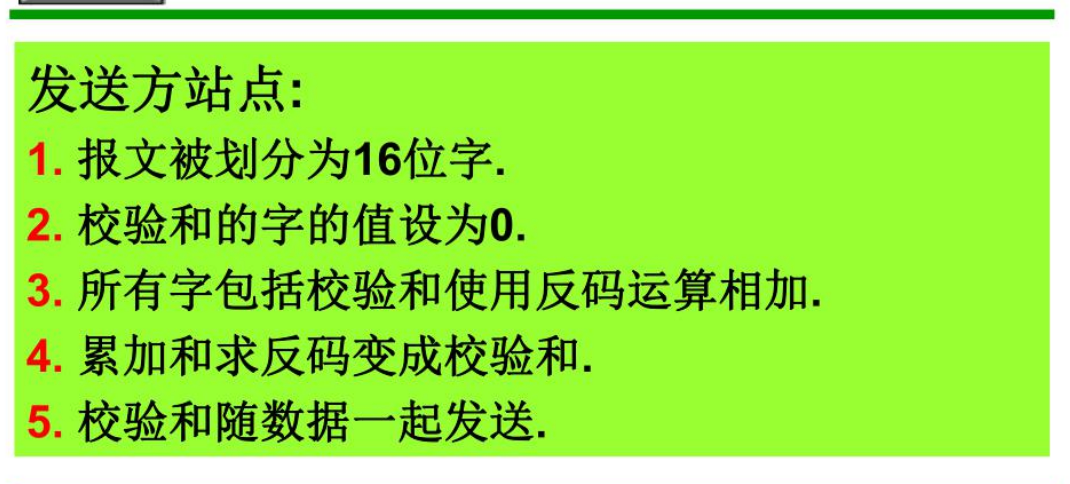 发送方站点:
1. 报文被划分为16位字.
2. 校验和的字的值设为0.
3. 所有字包括校验和使用反码运算相加.
4. 累加和求反码变成校验和.
5. 校验和随数据一起发送.